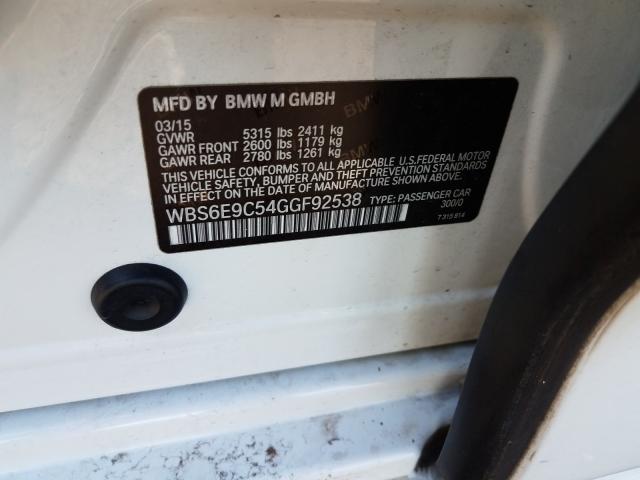 MFD BY BMW M GMBH
03/15
GVWR 5315 lbs 2411 kg
GAWR FRONT 2600 lbs 1179 kg
GAWR REAR 2780 lbs 1261 kg
THIS VEHICLE CONFORMS TO ALL APPLICABLE U.S. FEDERAL MOTOR
VEHICLE SAFETY, BUMPER AND THEFT PREVENTION STANDARDS IN
EFFECT ON THE DATE OF MANUFACTURE SHOWN ABOVE.
WBS6E9C54GGF92538 TYPE: PASSENGER CAR
300/0
7 315 814